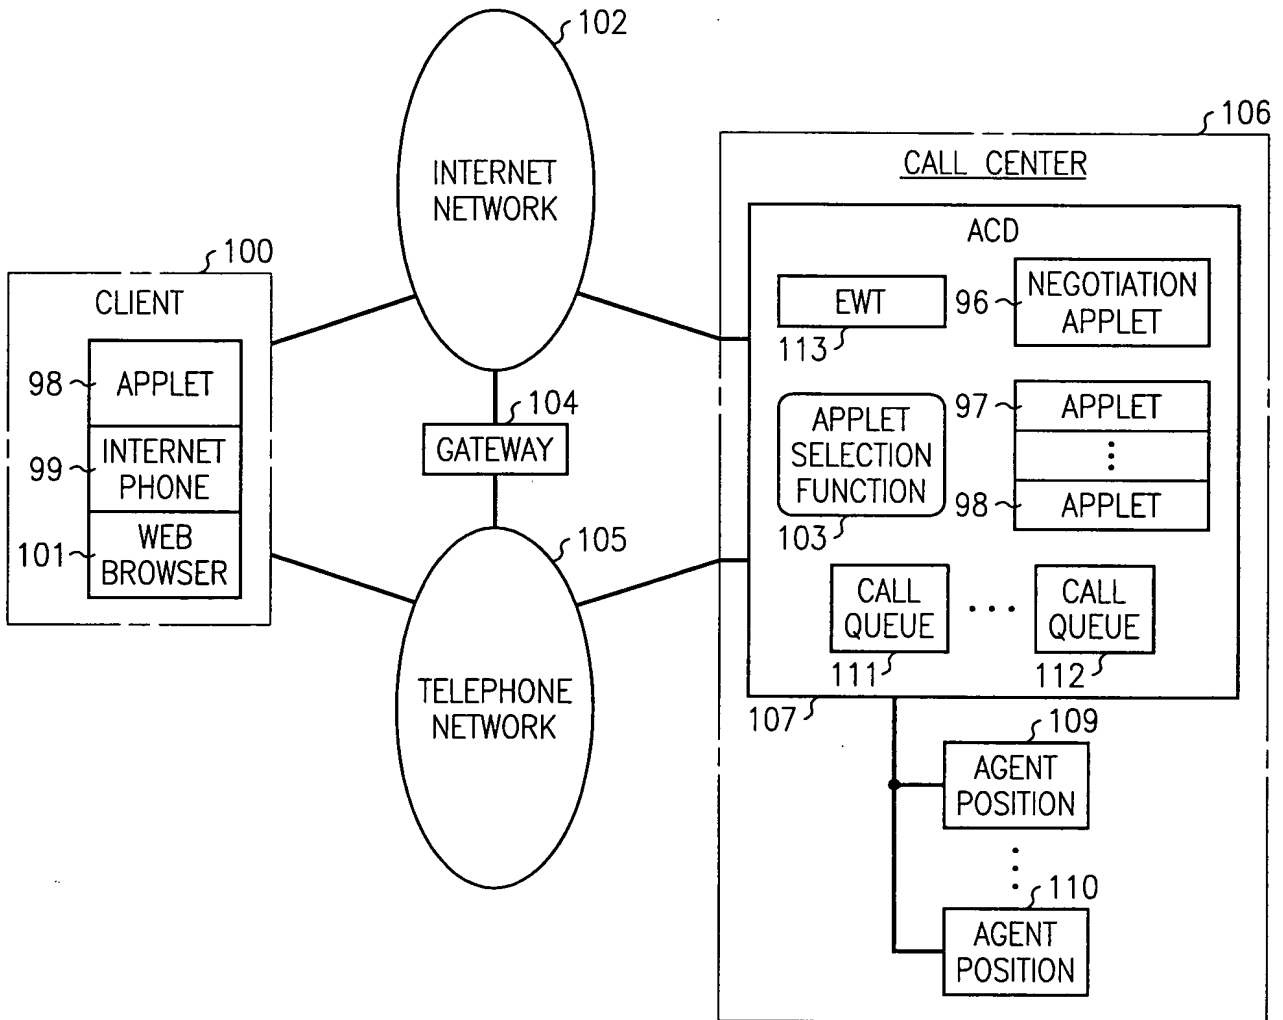 102
INTERNET
NETWORK
100
CLIENT
98
APPLET
99
INTERNET
PHONE
101
WEB
BROWSER
104
GATEWAY
105
TELEPHONE
NETWORK
106
CALL CENTER
ACD
EWT
113
96
NEGOTIATION
APPLET
APPLET
SELECTION
FUNCTION
103
97
APPLET
98
APPLET
CALL
QUEUE
111
CALL
QUEUE
112
107
109
AGENT
POSITION
110
AGENT
POSITION